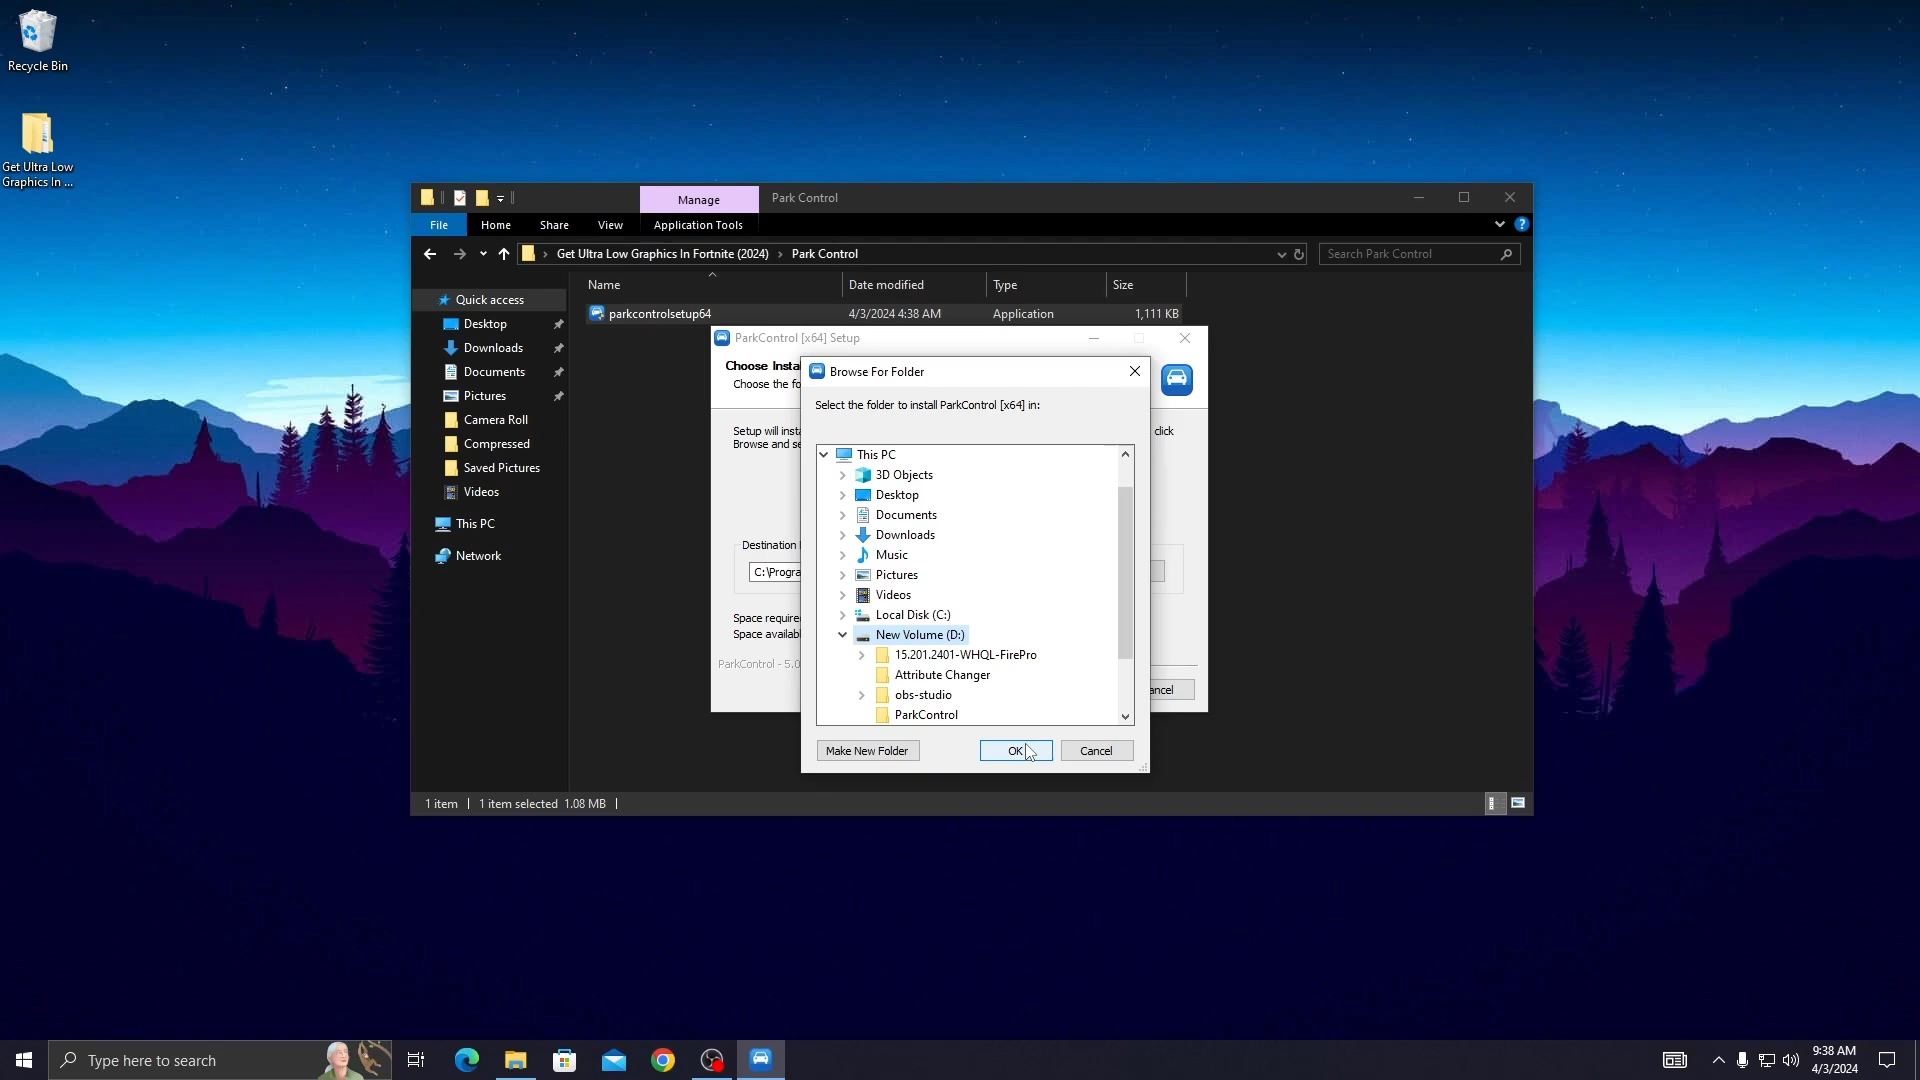 Recycle Bin
Get Ultra Low
Graphics In ...
Manage
Park Control
File
Home
Share
View
Application Tools
Get Ultra Low Graphics In Fortnite (2024)
Park Control
Search Park Control
Name
Date modified
Type
Size
Quick access
Desktop
Downloads
Documents
Pictures
Camera Roll
Compressed
Saved Pictures
Videos
This PC
Network
parkcontrolsetup64
4/3/2024 4:38 AM
Application
1,111 KB
ParkControl [x64] Setup
Choose Insta
Choose the fo
Setup will insta
click
Browse and se
Destination
C:\Progra
Space require
Space availab
ParkControl - 5.0
ancel
Browse For Folder
Select the folder to install ParkControl [x64] in:
This PC
3D Objects
Desktop
Documents
Downloads
Music
Pictures
Videos
Local Disk (C:)
New Volume (D:)
15.201.2401-WHQL-FirePro
Attribute Changer
obs-studio
ParkControl
Make New Folder
OK
Cancel
1 item
1 item selected 1.08 MB
Type here to search
9:38 AM
4/3/2024